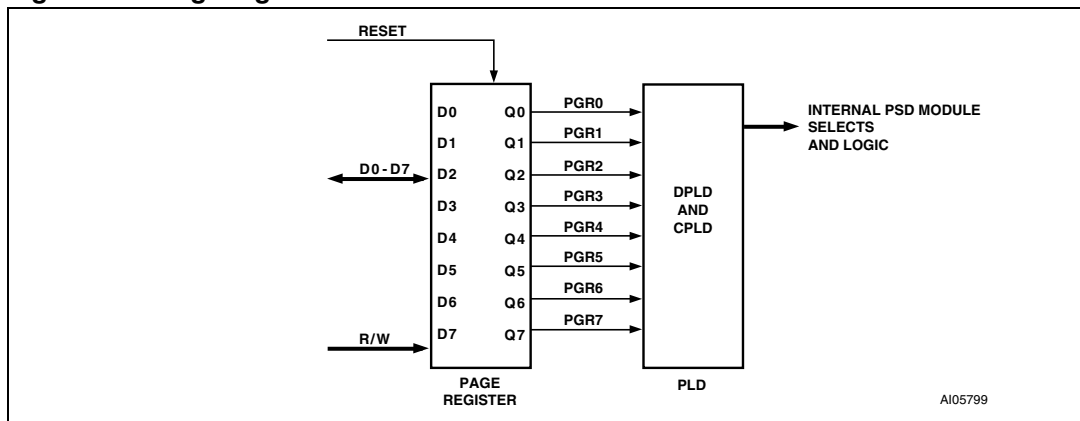 RESET
D0 Q0 PGR0
D1 Q1 PGR1
D0-D7 D2 Q2 PGR2
D3 Q3 PGR3
D4 Q4 PGR4
D5 Q5 PGR5
D6 Q6 PGR6
R/W D7 Q7 PGR7
DPLD
AND
CPLD
INTERNAL PSD MODULE
SELECTS
AND LOGIC
PAGE
REGISTER
PLD
AI05799